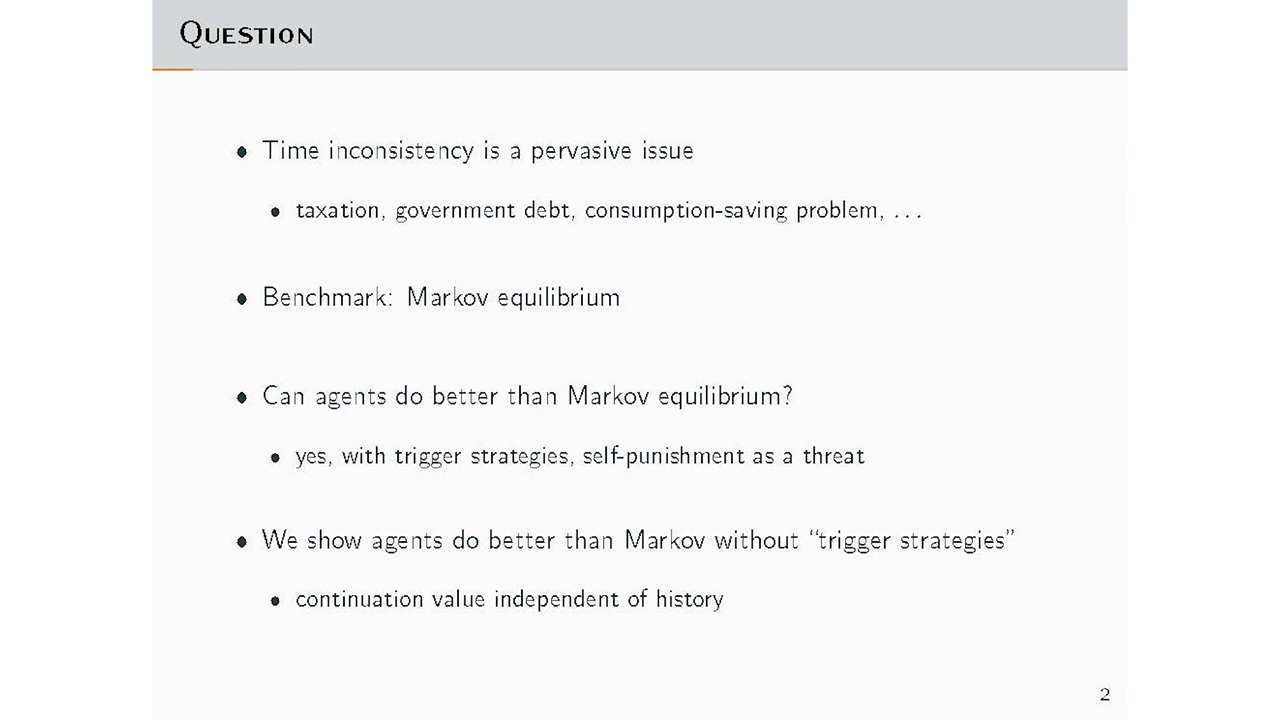 Question
• Time inconsistency is a pervasive issue
• taxation, government debt, consumption-saving problem, ...
• Benchmark: Markov equilibrium
• Can agents do better than Markov equilibrium?
• yes, with trigger strategies, self-punishment as a threat
• We show agents do better than Markov without “trigger strategies”
• continuation value independent of history
2